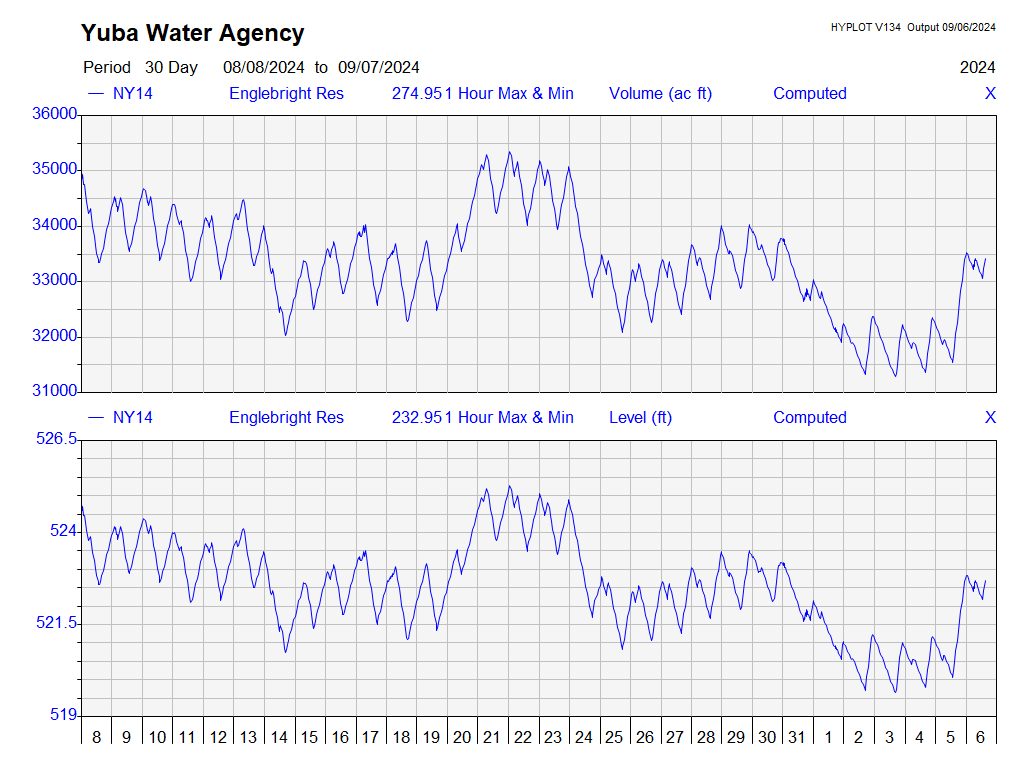 Yuba Water Agency
HYPLOT V134 Output 09/06/2024
Period 30 Day 08/08/2024 to 09/07/2024 2024
NY14 Englebright Res 274.951 Hour Max & Min Volume (ac ft) Computed X
36000
35000
34000
33000
32000
31000
NY14 Englebright Res 232.951 Hour Max & Min Level (ft) Computed X
526.5
524
521.5
519
8 9 10 11 12 13 14 15 16 17 18 19 20 21 22 23 24 25 26 27 28 29 30 31 1 2 3 4 5 6